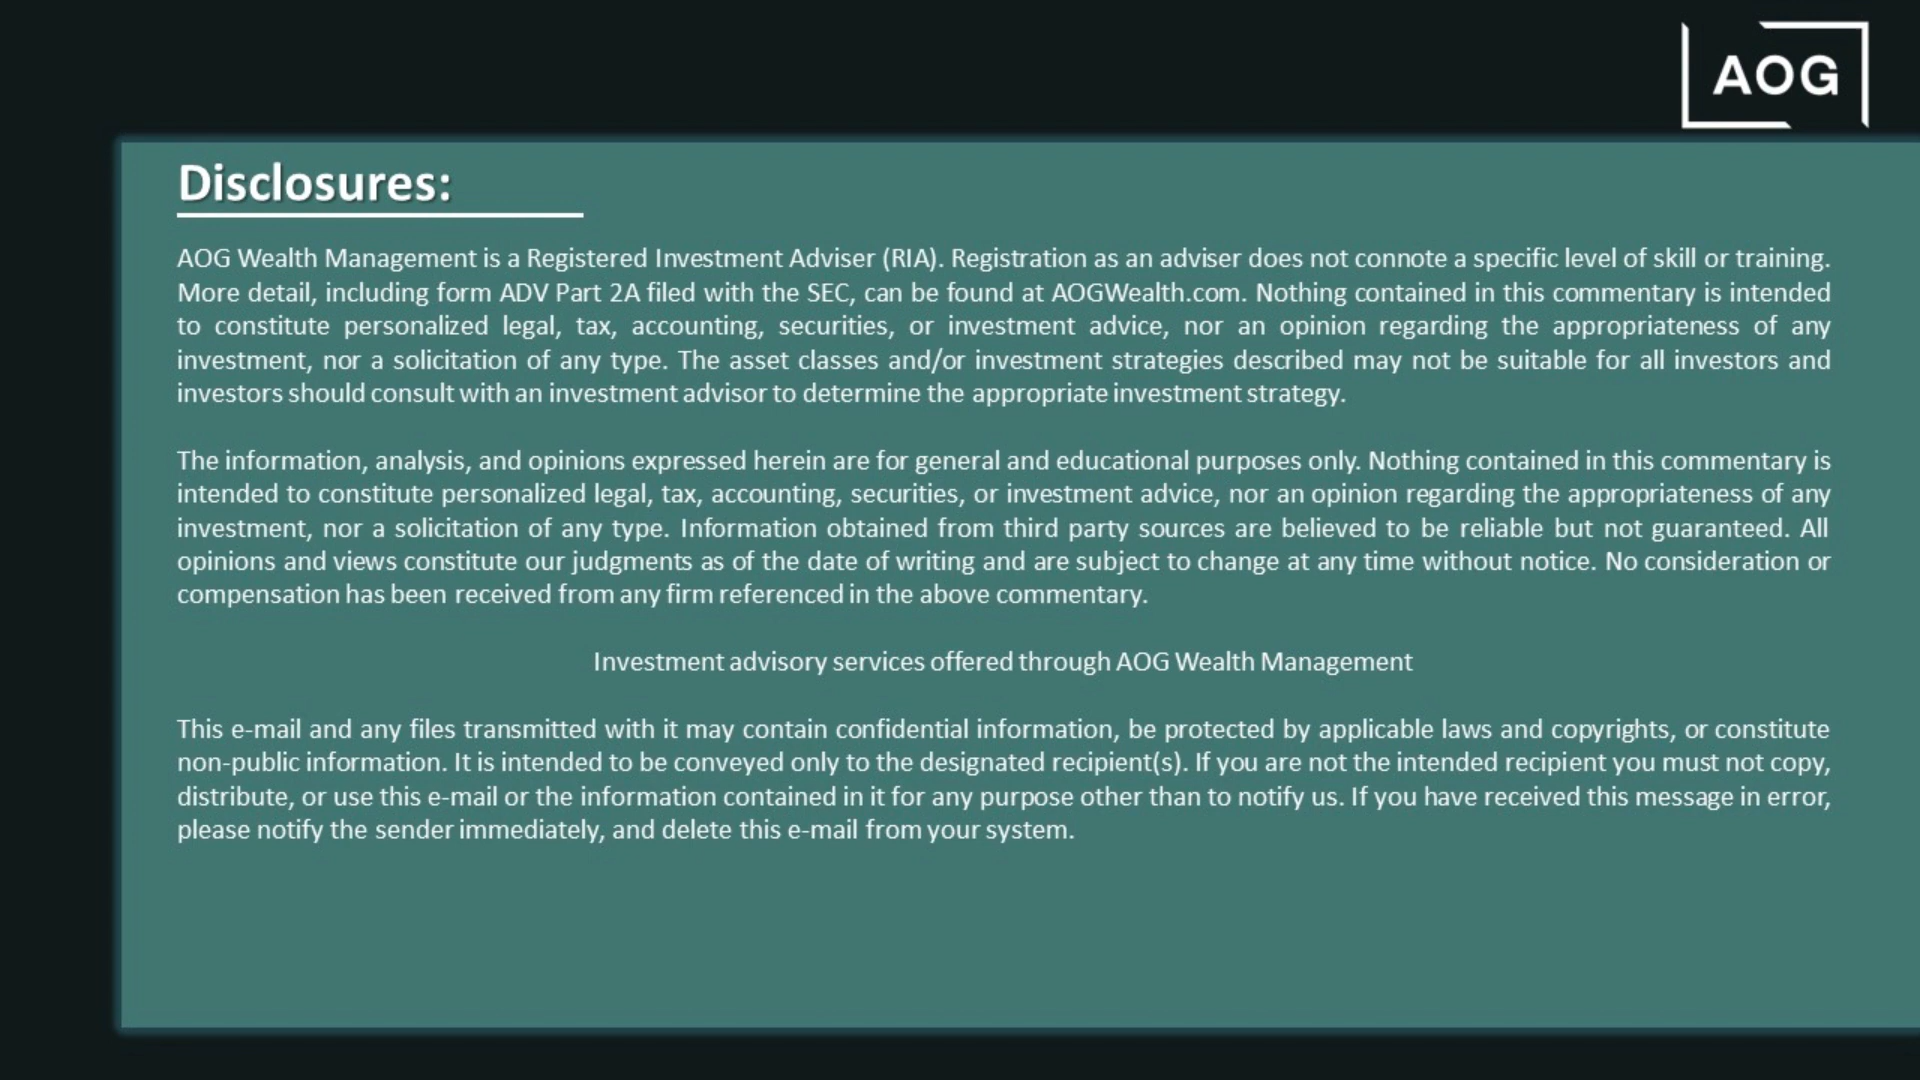 AOG
Disclosures:
AOG Wealth Management is a Registered Investment Adviser (RIA). Registration as an adviser does not connote a specific level of skill or training.
More detail, including form ADV Part 2A filed with the SEC, can be found at AOGWealth.com. Nothing contained in this commentary is intended
to constitute personalized legal, tax, accounting, securities, or investment advice, nor an opinion regarding the appropriateness of any
investment, nor a solicitation of any type. The asset classes and/or investment strategies described may not be suitable for all investors and
investors should consult with an investment advisor to determine the appropriate investment strategy.
The information, analysis, and opinions expressed herein are for general and educational purposes only. Nothing contained in this commentary is
intended to constitute personalized legal, tax, accounting, securities, or investment advice, nor an opinion regarding the appropriateness of any
investment, nor a solicitation of any type. Information obtained from third party sources are believed to be reliable but not guaranteed. All
opinions and views constitute our judgments as of the date of writing and are subject to change at any time without notice. No consideration or
compensation has been received from any firm referenced in the above commentary.
Investment advisory services offered through AOG Wealth Management
This e-mail and any files transmitted with it may contain confidential information, be protected by applicable laws and copyrights, or constitute
non-public information. It is intended to be conveyed only to the designated recipient(s). If you are not the intended recipient you must not copy,
distribute, or use this e-mail or the information contained in it for any purpose other than to notify us. If you have received this message in error,
please notify the sender immediately, and delete this e-mail from your system.